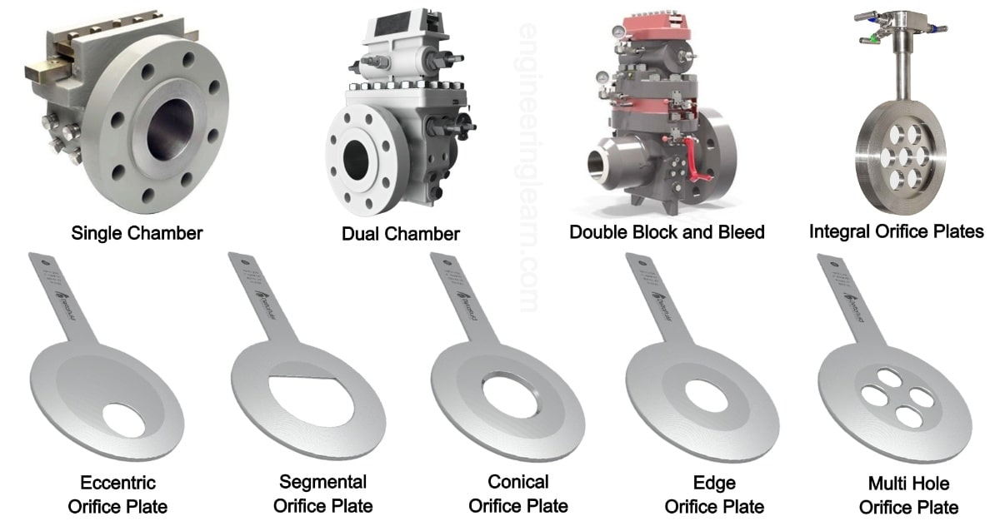 Single Chamber
Dual Chamber
Double Block and Bleed
Integral Orifice Plates
engineeringlearn.com
Eccentric
Orifice Plate
Segmental
Orifice Plate
Conical
Orifice Plate
Edge
Orifice Plate
Multi Hole
Orifice Plate